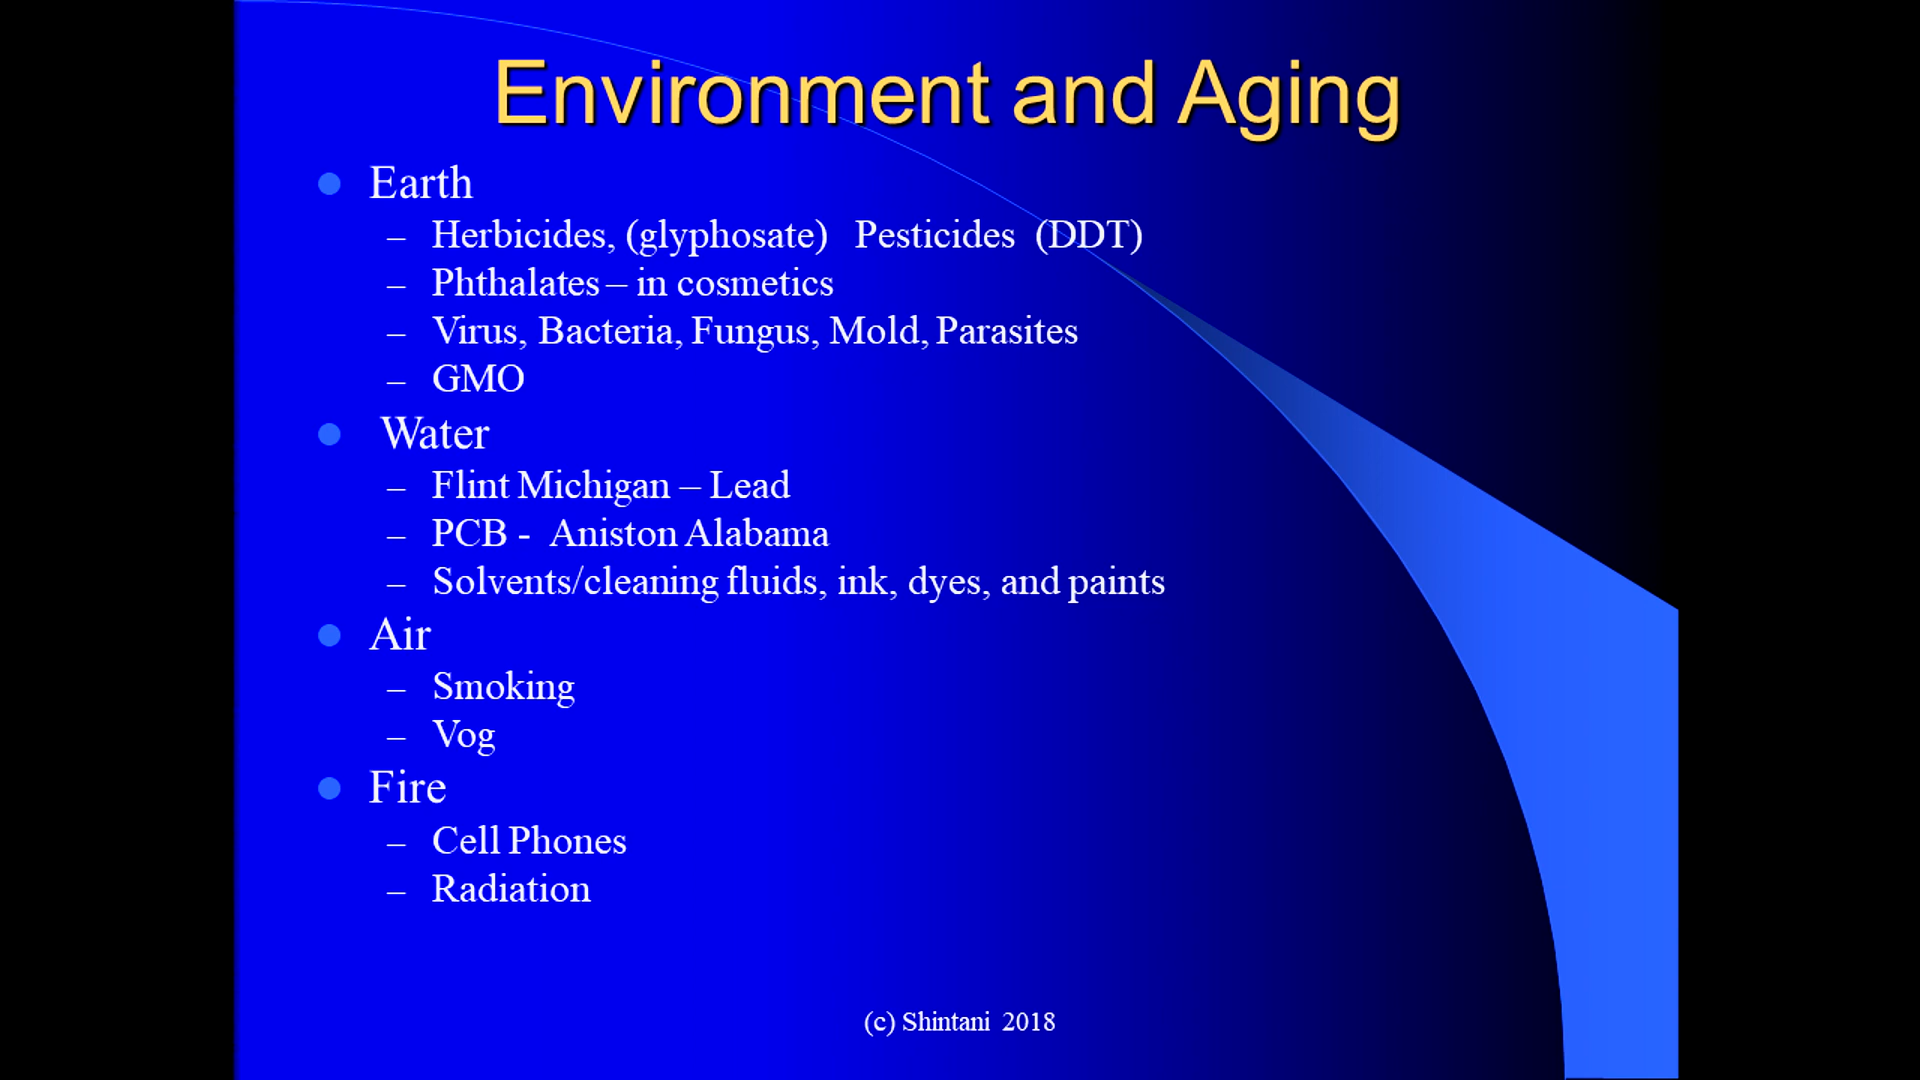 Environment and Aging
Earth
– Herbicides, (glyphosate) Pesticides (DDT)
– Phthalates – in cosmetics
– Virus, Bacteria, Fungus, Mold, Parasites
– GMO
Water
– Flint Michigan – Lead
– PCB - Aniston Alabama
– Solvents/cleaning fluids, ink, dyes, and paints
Air
– Smoking
– Vog
Fire
– Cell Phones
– Radiation
(c) Shintani 2018